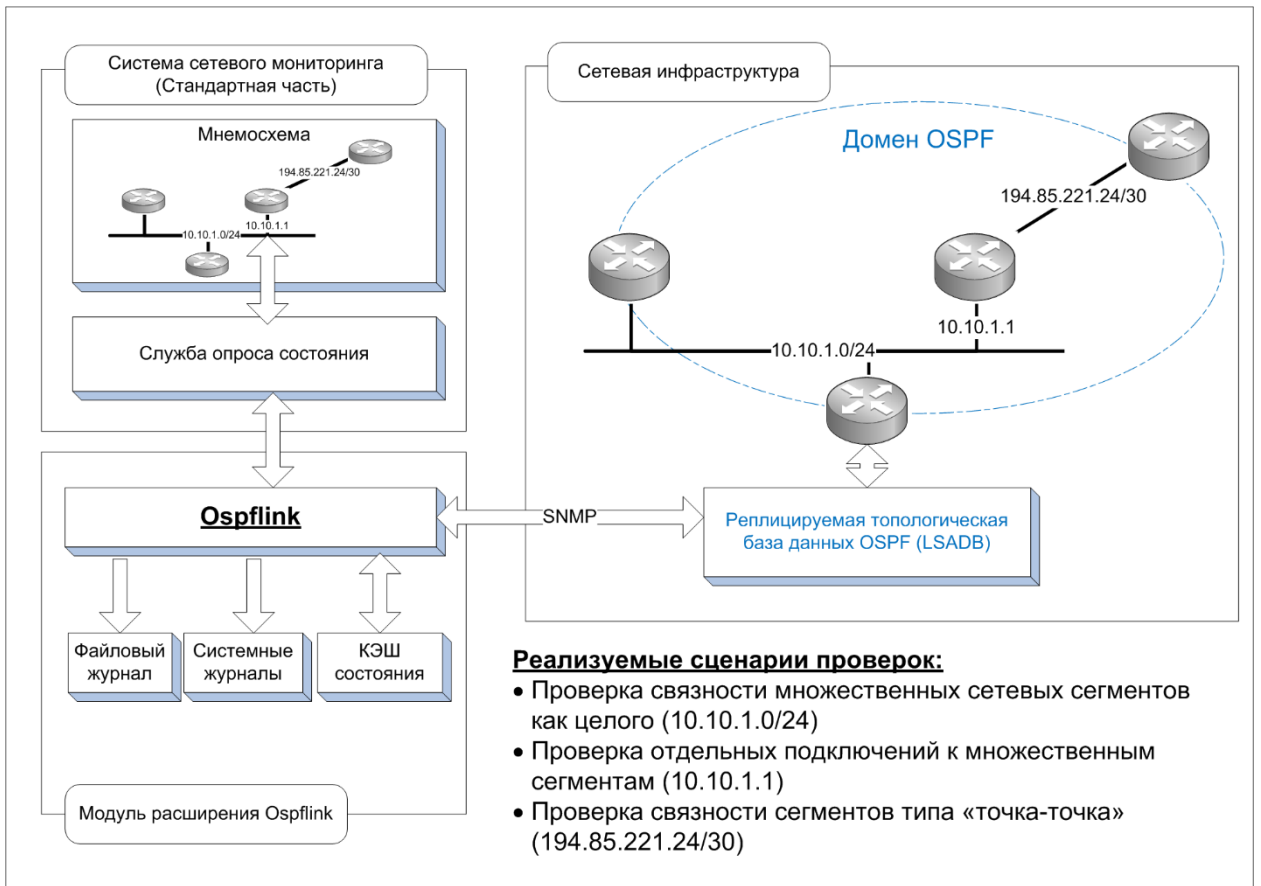 Система сетевого мониторинга
(Стандартная часть)
Мнемосхема
194.85.221.24/30
10.10.1.1
10.10.1.0/24
Служба опроса состояния
Ospflink
Файловый
журнал
Системные
журналы
КЭШ
состояния
Модуль расширения Ospflink
SNMP
Сетевая инфраструктура
Домен OSPF
194.85.221.24/30
10.10.1.1
10.10.1.0/24
Реплицируемая топологическая
база данных OSPF (LSADB)
Реализуемые сценарии проверок:
• Проверка связности множественных сетевых сегментов
как целого (10.10.1.0/24)
• Проверка отдельных подключений к множественным
сегментам (10.10.1.1)
• Проверка связности сегментов типа «точка-точка»
(194.85.221.24/30)